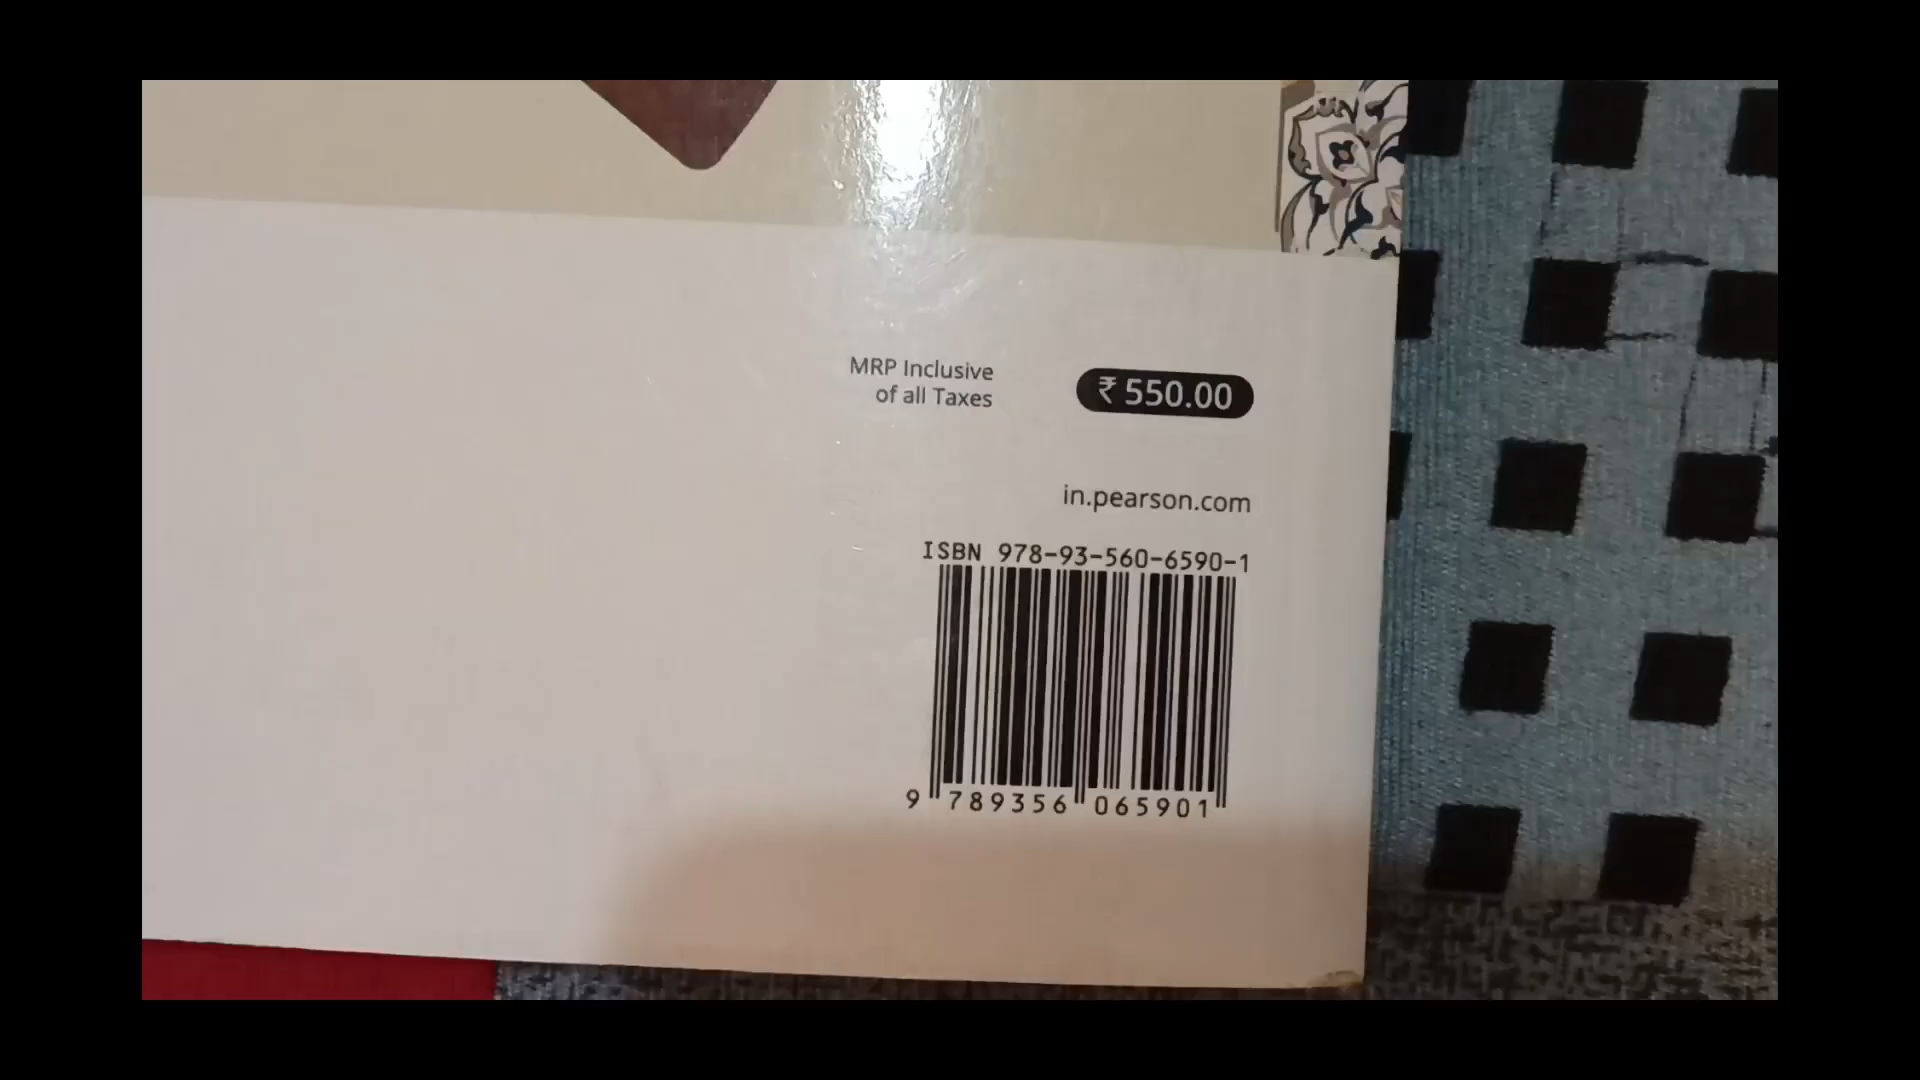 MRP Inclusive
of all Taxes
₹ 550.00
in.pearson.com
ISBN 978-93-560-6590-1
9 789356 065901